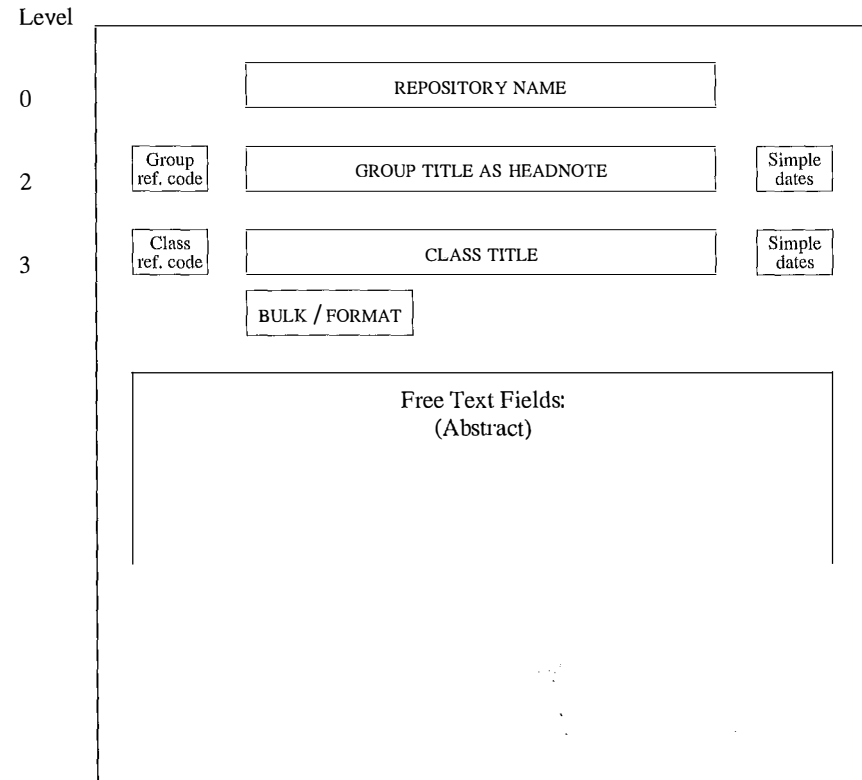 Level
0
REPOSITORY NAME
2
Group
ref. code
GROUP TITLE AS HEADNOTE
Simple
dates
3
Class
ref. code
CLASS TITLE
Simple
dates
BULK / FORMAT
Free Text Fields:
(Abstract)